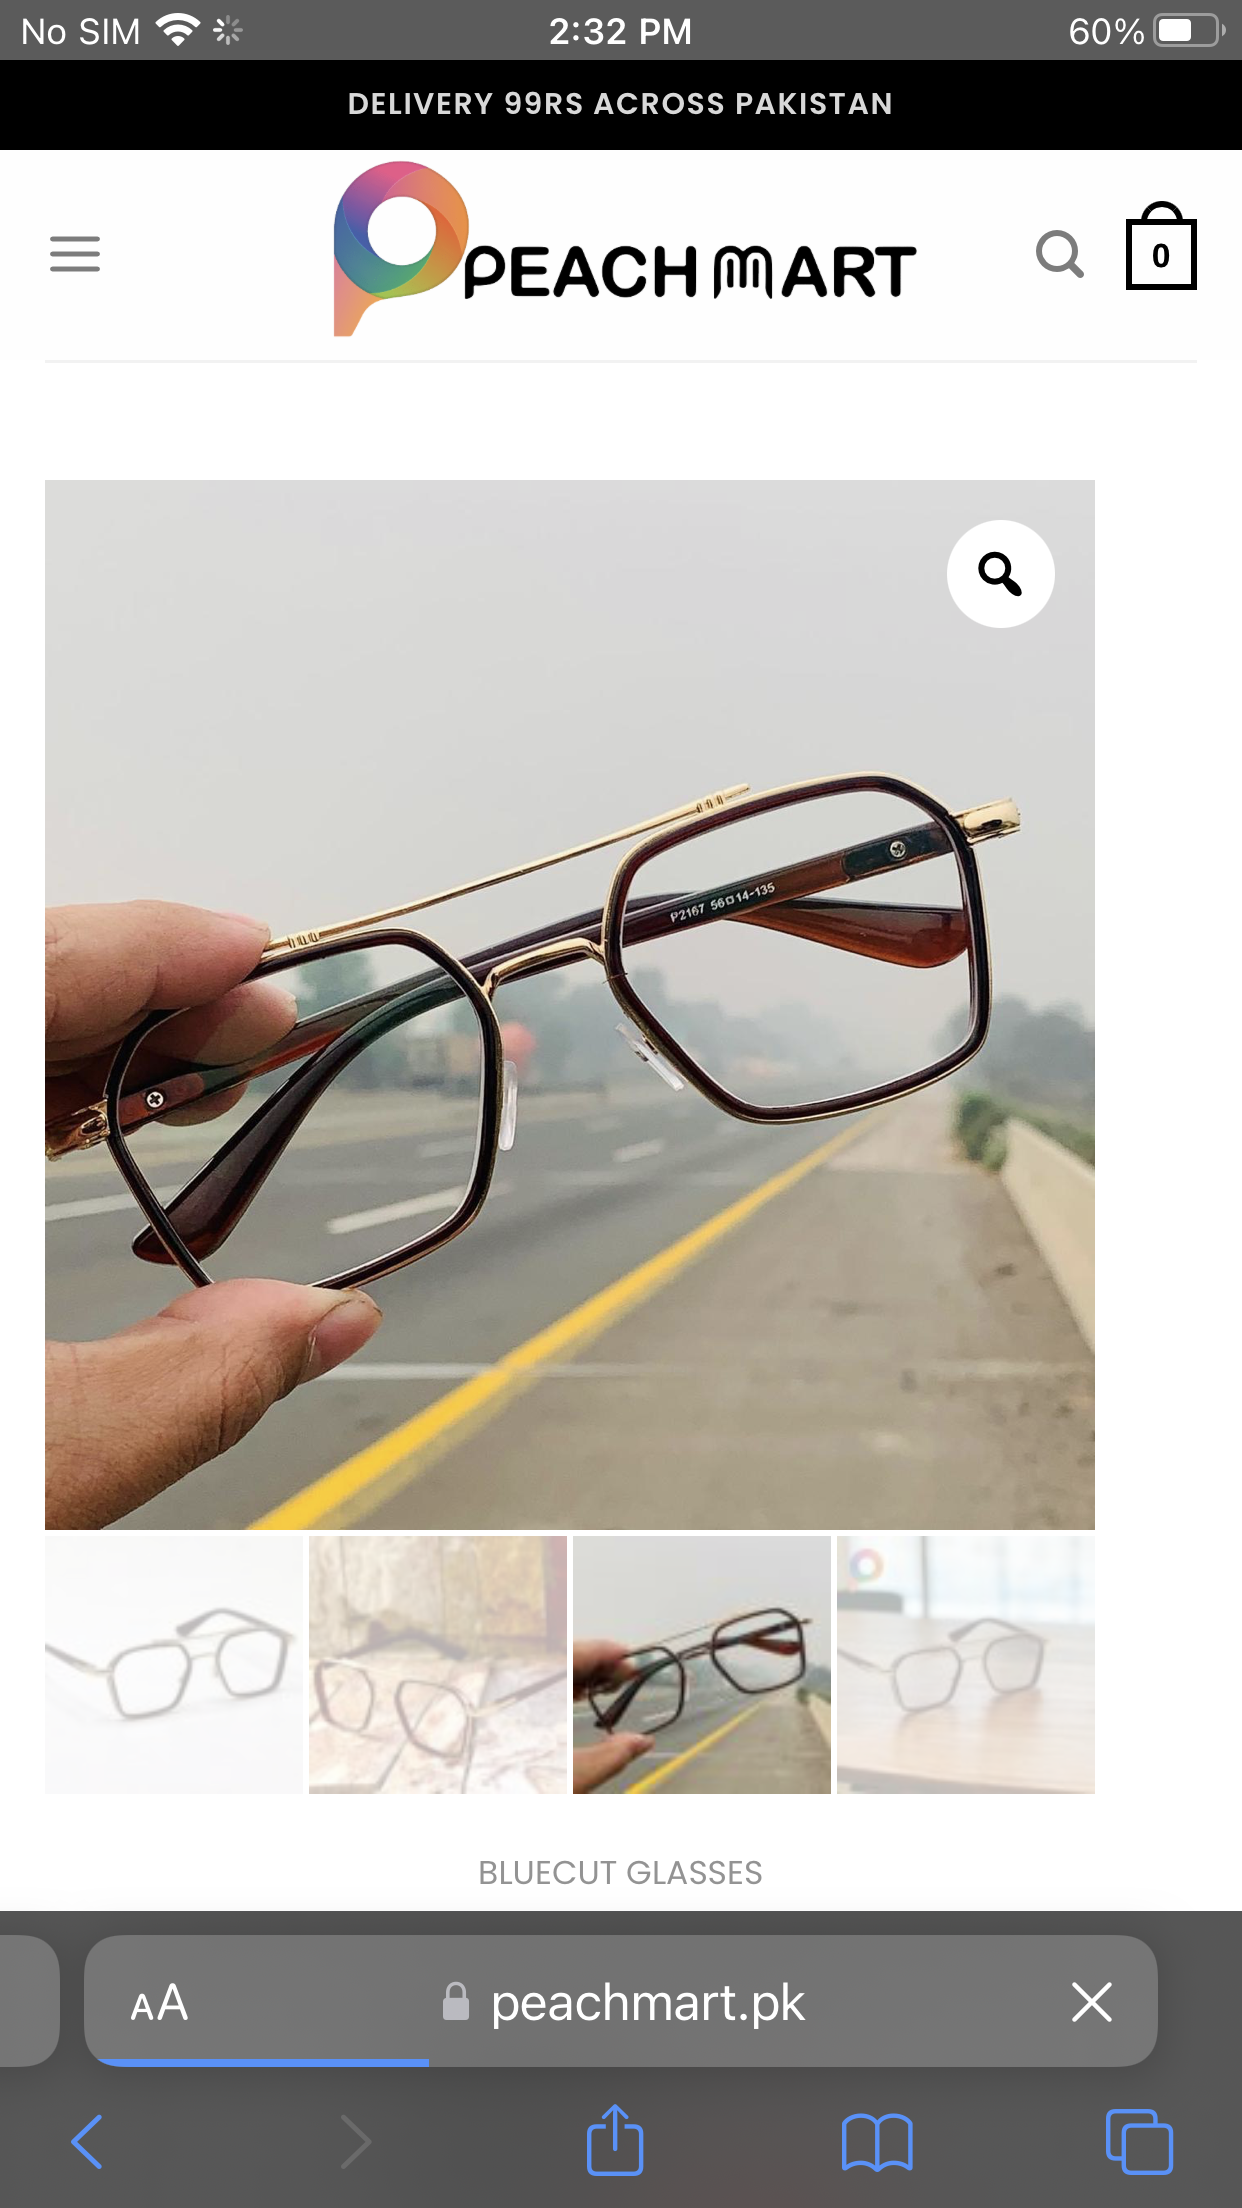 No SIM 2:32 PM 60%
DELIVERY 99RS ACROSS PAKISTAN
PEACH MART
0
P2167 56□14-135
BLUECUT GLASSES
AA peachmart.pk